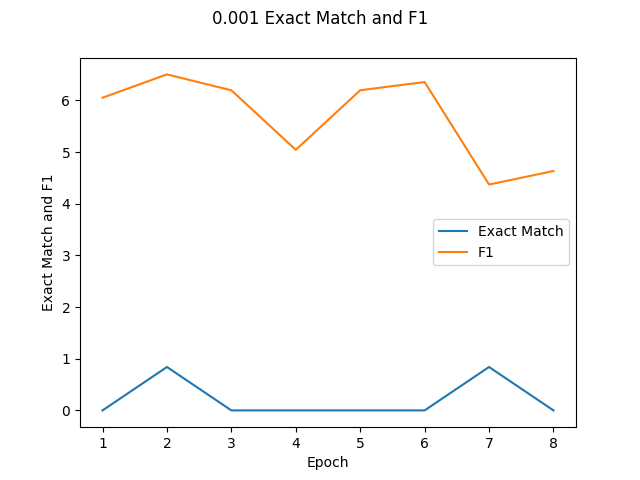 0.001 Exact Match and F1
Exact Match and F1
6
5
4
3
2
1
0
Exact Match
F1
1 2 3 4 5 6 7 8
Epoch